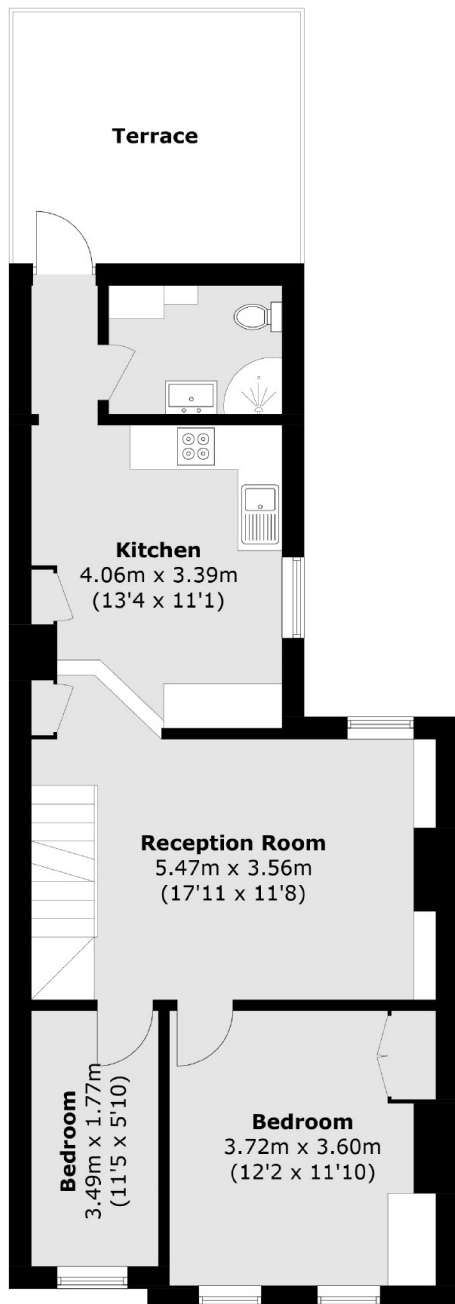 Terrace
Kitchen
4.06m x 3.39m
(13'4 x 11'1)
Reception Room
5.47m x 3.56m
(17'11 x 11'8)
Bedroom
3.49m x 1.77m
(11'5 x 5'10)
Bedroom
3.72m x 3.60m
(12'2 x 11'10)